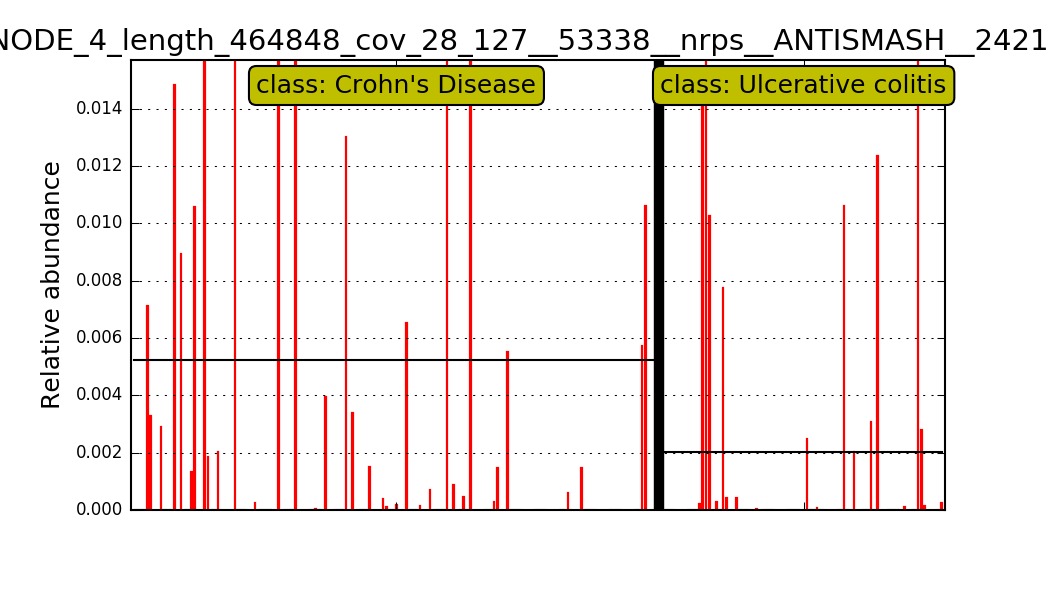 NODE_4_length_464848_cov_28_127__53338__nrps__ANTISMASH__2421
class: Crohn's Disease
class: Ulcerative colitis
Relative abundance
0.014
0.012
0.010
0.008
0.006
0.004
0.002
0.000